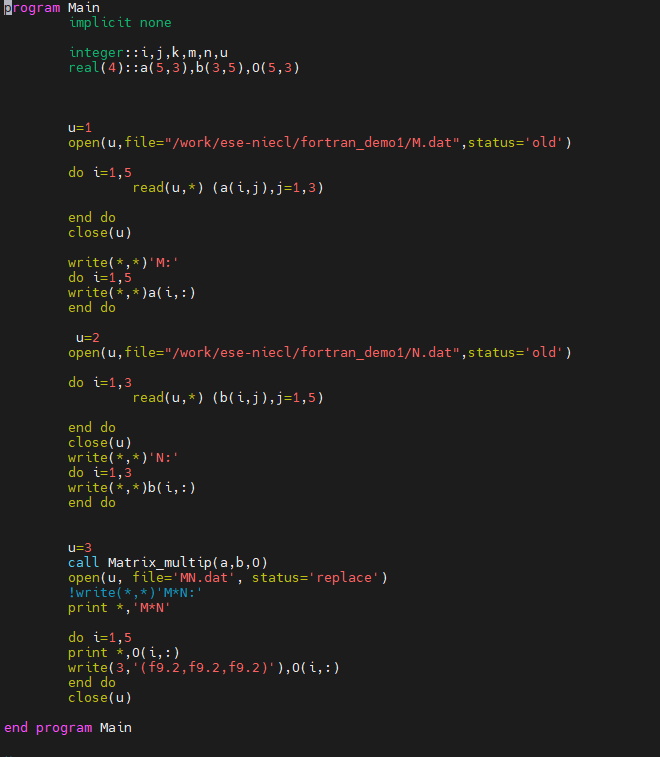 program Main
        implicit none

        integer::i,j,k,m,n,u
        real(4)::a(5,3),b(3,5),O(5,3)



        u=1
        open(u,file="/work/ese-niecl/fortran_demo1/M.dat",status='old')

        do i=1,5
                read(u,*) (a(i,j),j=1,3)

        end do
        close(u)

        write(*,*)'M:'
        do i=1,5
        write(*,*)a(i,:)
        end do

         u=2
        open(u,file="/work/ese-niecl/fortran_demo1/N.dat",status='old')

        do i=1,3
                read(u,*) (b(i,j),j=1,5)

        end do
        close(u)
        write(*,*)'N:'
        do i=1,3
        write(*,*)b(i,:)
        end do


        u=3
        call Matrix_multip(a,b,O)
        open(u, file='MN.dat', status='replace')
        !write(*,*)'M*N:'
        print *,'M*N'

        do i=1,5
        print *,O(i,:)
        write(3,'(f9.2,f9.2,f9.2)'),O(i,:)
        end do
        close(u)

end program Main